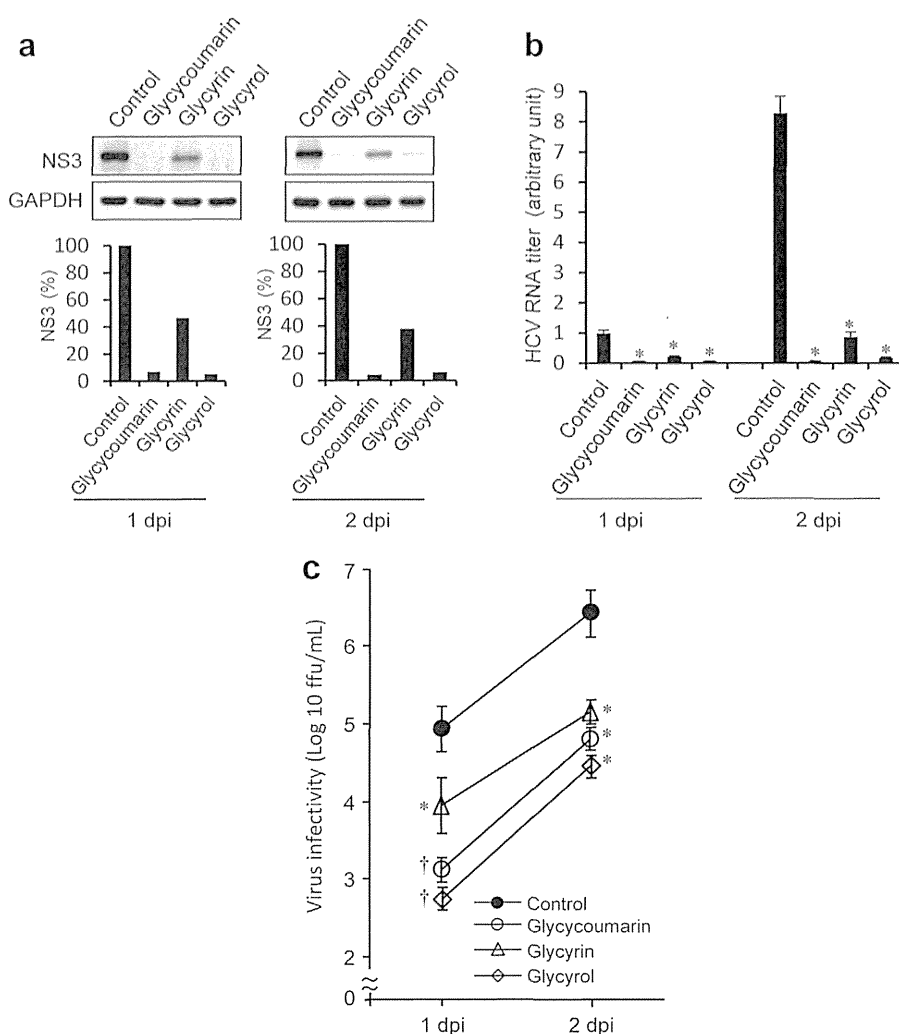 a
Control
Glycycoumarin
Glycyrin
Glycyrol
Control
Glycycoumarin
Glycyrin
Glycyrol
NS3
GAPDH
NS3 (%)
100
80
60
40
20
0
Control
Glycycoumarin
Glycyrin
Glycyrol
1 dpi
NS3 (%)
100
80
60
40
20
0
Control
Glycycoumarin
Glycyrin
Glycyrol
2 dpi
b
HCV RNA titer (arbitrary unit)
9
8
7
6
5
4
3
2
1
0
* * *
* * *
Control
Glycycoumarin
Glycyrin
Glycyrol
1 dpi
Control
Glycycoumarin
Glycyrin
Glycyrol
2 dpi
c
Virus infectivity (Log 10 ffu/mL)
7
6
5
4
3
2
0
*
†
†
*
*
*
Control
Glycycoumarin
Glycyrin
Glycyrol
1 dpi
2 dpi